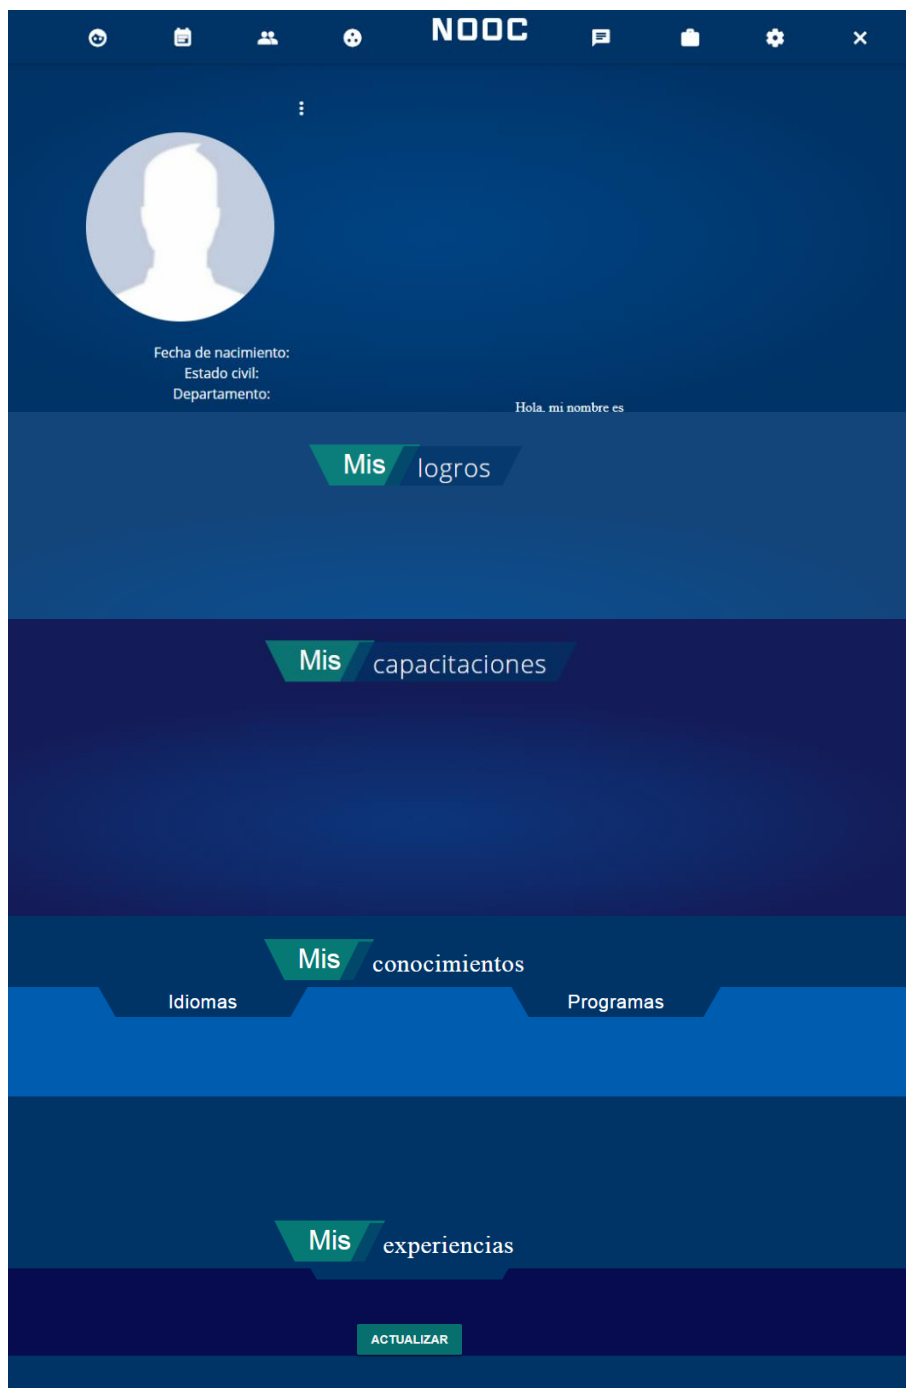 NOOC
Fecha de nacimiento:
Estado civil:
Departamento:
Hola, mi nombre es
Mis logros
Mis capacitaciones
Mis conocimientos
Idiomas
Programas
Mis experiencias
ACTUALIZAR